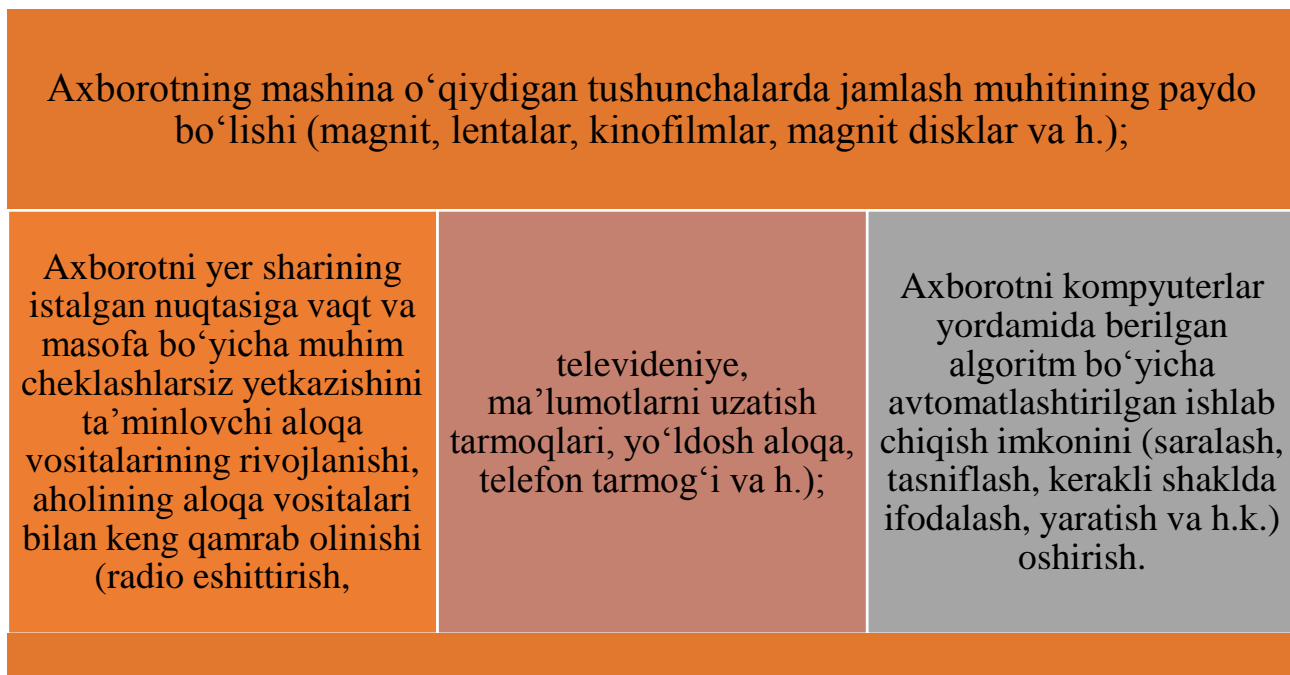 Axborotning mashina o‘qiydigan tushunchalarda jamlash muhitining paydo
bo‘lishi (magnit, lentalar, kinofilmlar, magnit disklar va h.);
Axborotni yer sharining
istalgan nuqtasiga vaqt va
masofa bo‘yicha muhim
cheklashlarsiz yetkazishini
ta’minlovchi aloqa
vositalarining rivojlanishi,
aholining aloqa vositalari
bilan keng qamrab olinishi
(radio eshittirish,
televideniye,
ma’lumotlarni uzatish
tarmoqlari, yo‘ldosh aloqa,
telefon tarmog‘i va h.);
Axborotni kompyuterlar
yordamida berilgan
algoritm bo‘yicha
avtomatlashtirilgan ishlab
chiqish imkonini (saralash,
tasniflash, kerakli shaklda
ifodalash, yaratish va h.k.)
oshirish.